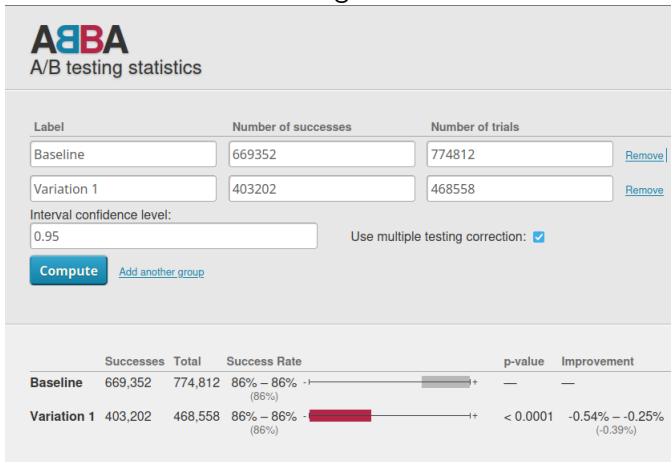 ABBA
A/B testing statistics
Label Number of successes Number of trials
Baseline 669352 774812 Remove
Variation 1 403202 468558 Remove
Interval confidence level:
0.95 Use multiple testing correction:
Compute Add another group
Successes Total Success Rate p-value Improvement
Baseline 669,352 774,812 86% – 86% - + — —
(86%)
Variation 1 403,202 468,558 86% – 86% - + < 0.0001 -0.54% – -0.25%
(86%) (-0.39%)